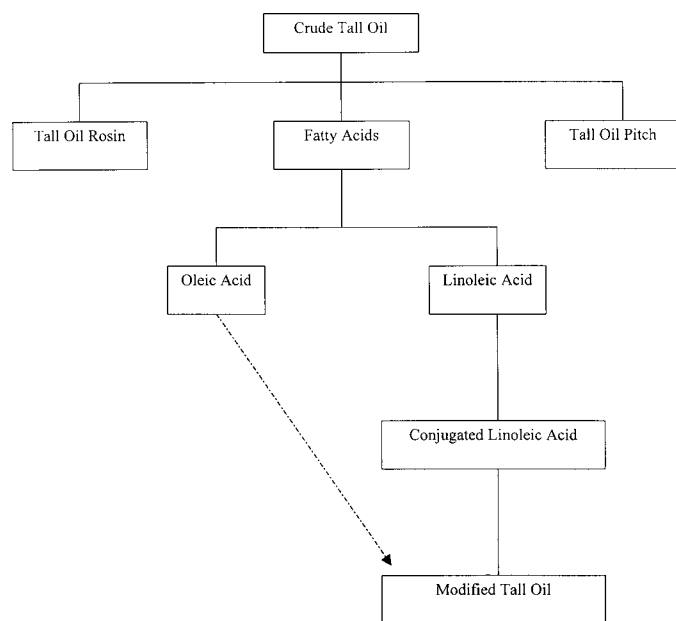 Crude Tall Oil
Tall Oil Rosin
Fatty Acids
Tall Oil Pitch
Oleic Acid
Linoleic Acid
Conjugated Linoleic Acid
Modified Tall Oil